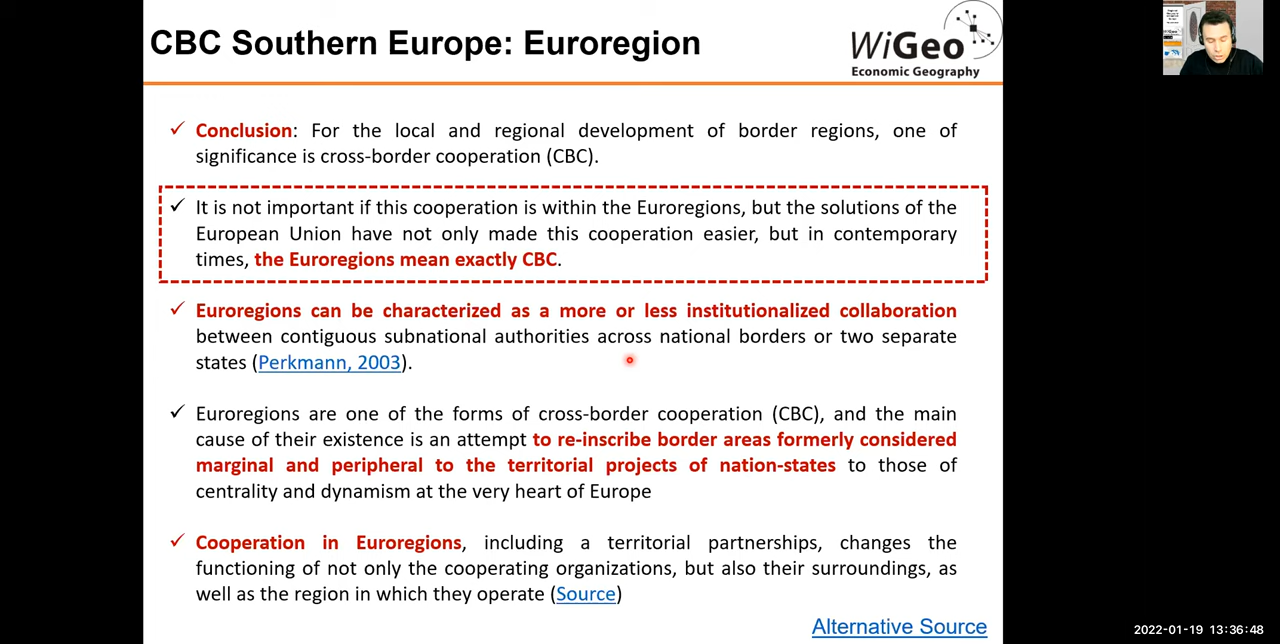 CBC Southern Europe: Euroregion
WiGeo
Economic Geography
Conclusion: For the local and regional development of border regions, one of
significance is cross-border cooperation (CBC).
It is not important if this cooperation is within the Euroregions, but the solutions of the
European Union have not only made this cooperation easier, but in contemporary
times, the Euroregions mean exactly CBC.
Euroregions can be characterized as a more or less institutionalized collaboration
between contiguous subnational authorities across national borders or two separate
states (Perkmann, 2003).
Euroregions are one of the forms of cross-border cooperation (CBC), and the main
cause of their existence is an attempt to re-inscribe border areas formerly considered
marginal and peripheral to the territorial projects of nation-states to those of
centrality and dynamism at the very heart of Europe
Cooperation in Euroregions, including a territorial partnerships, changes the
functioning of not only the cooperating organizations, but also their surroundings, as
well as the region in which they operate (Source)
Alternative Source
2022-01-19 13:36:48